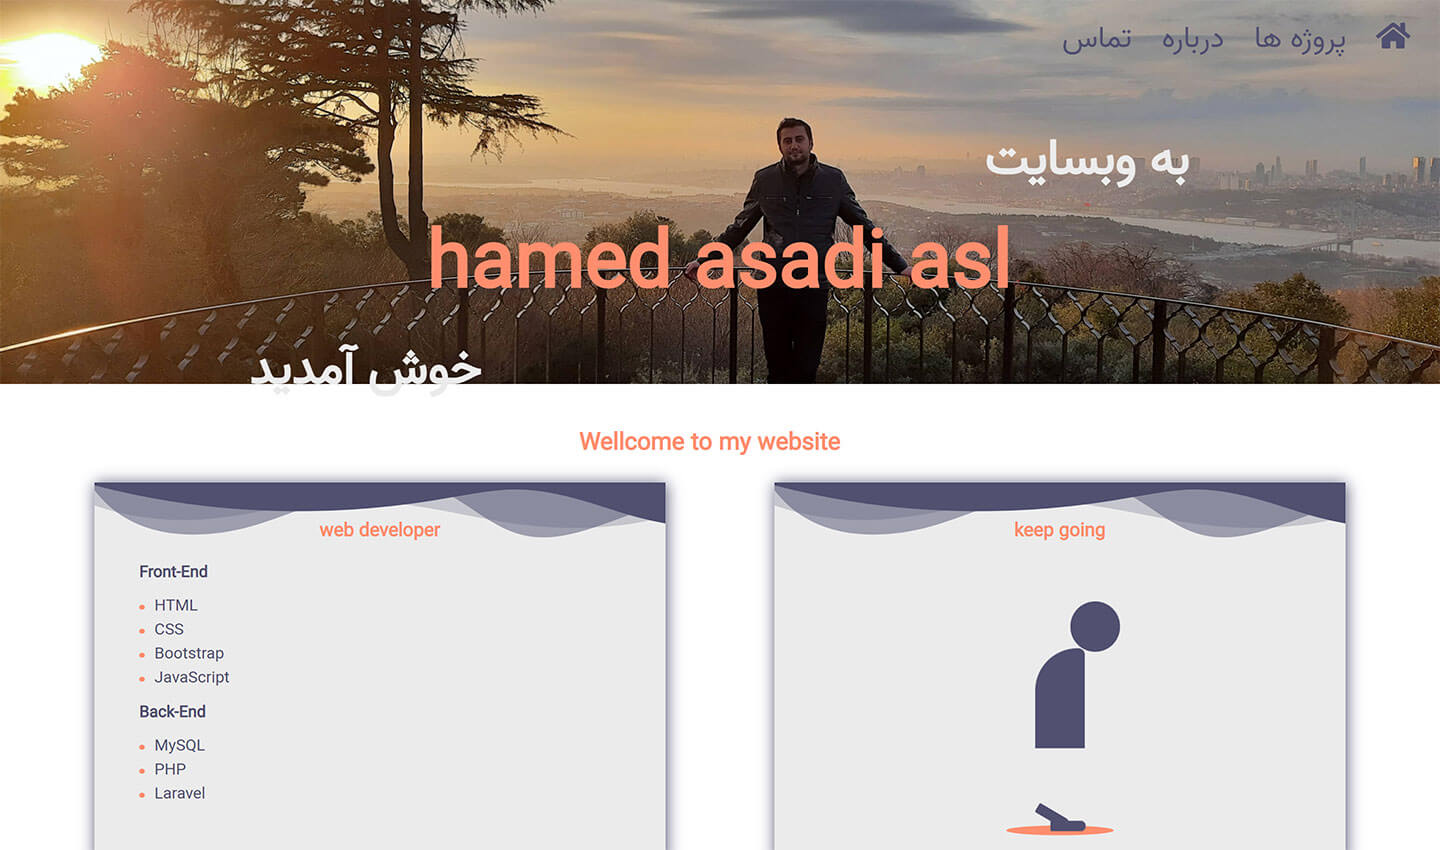 پروژه ها
درباره
تماس
به وبسایت
hamed asadi asl
خوش آمدید
Wellcome to my website
web developer
Front-End
HTML
CSS
Bootstrap
JavaScript
Back-End
MySQL
PHP
Laravel
keep going